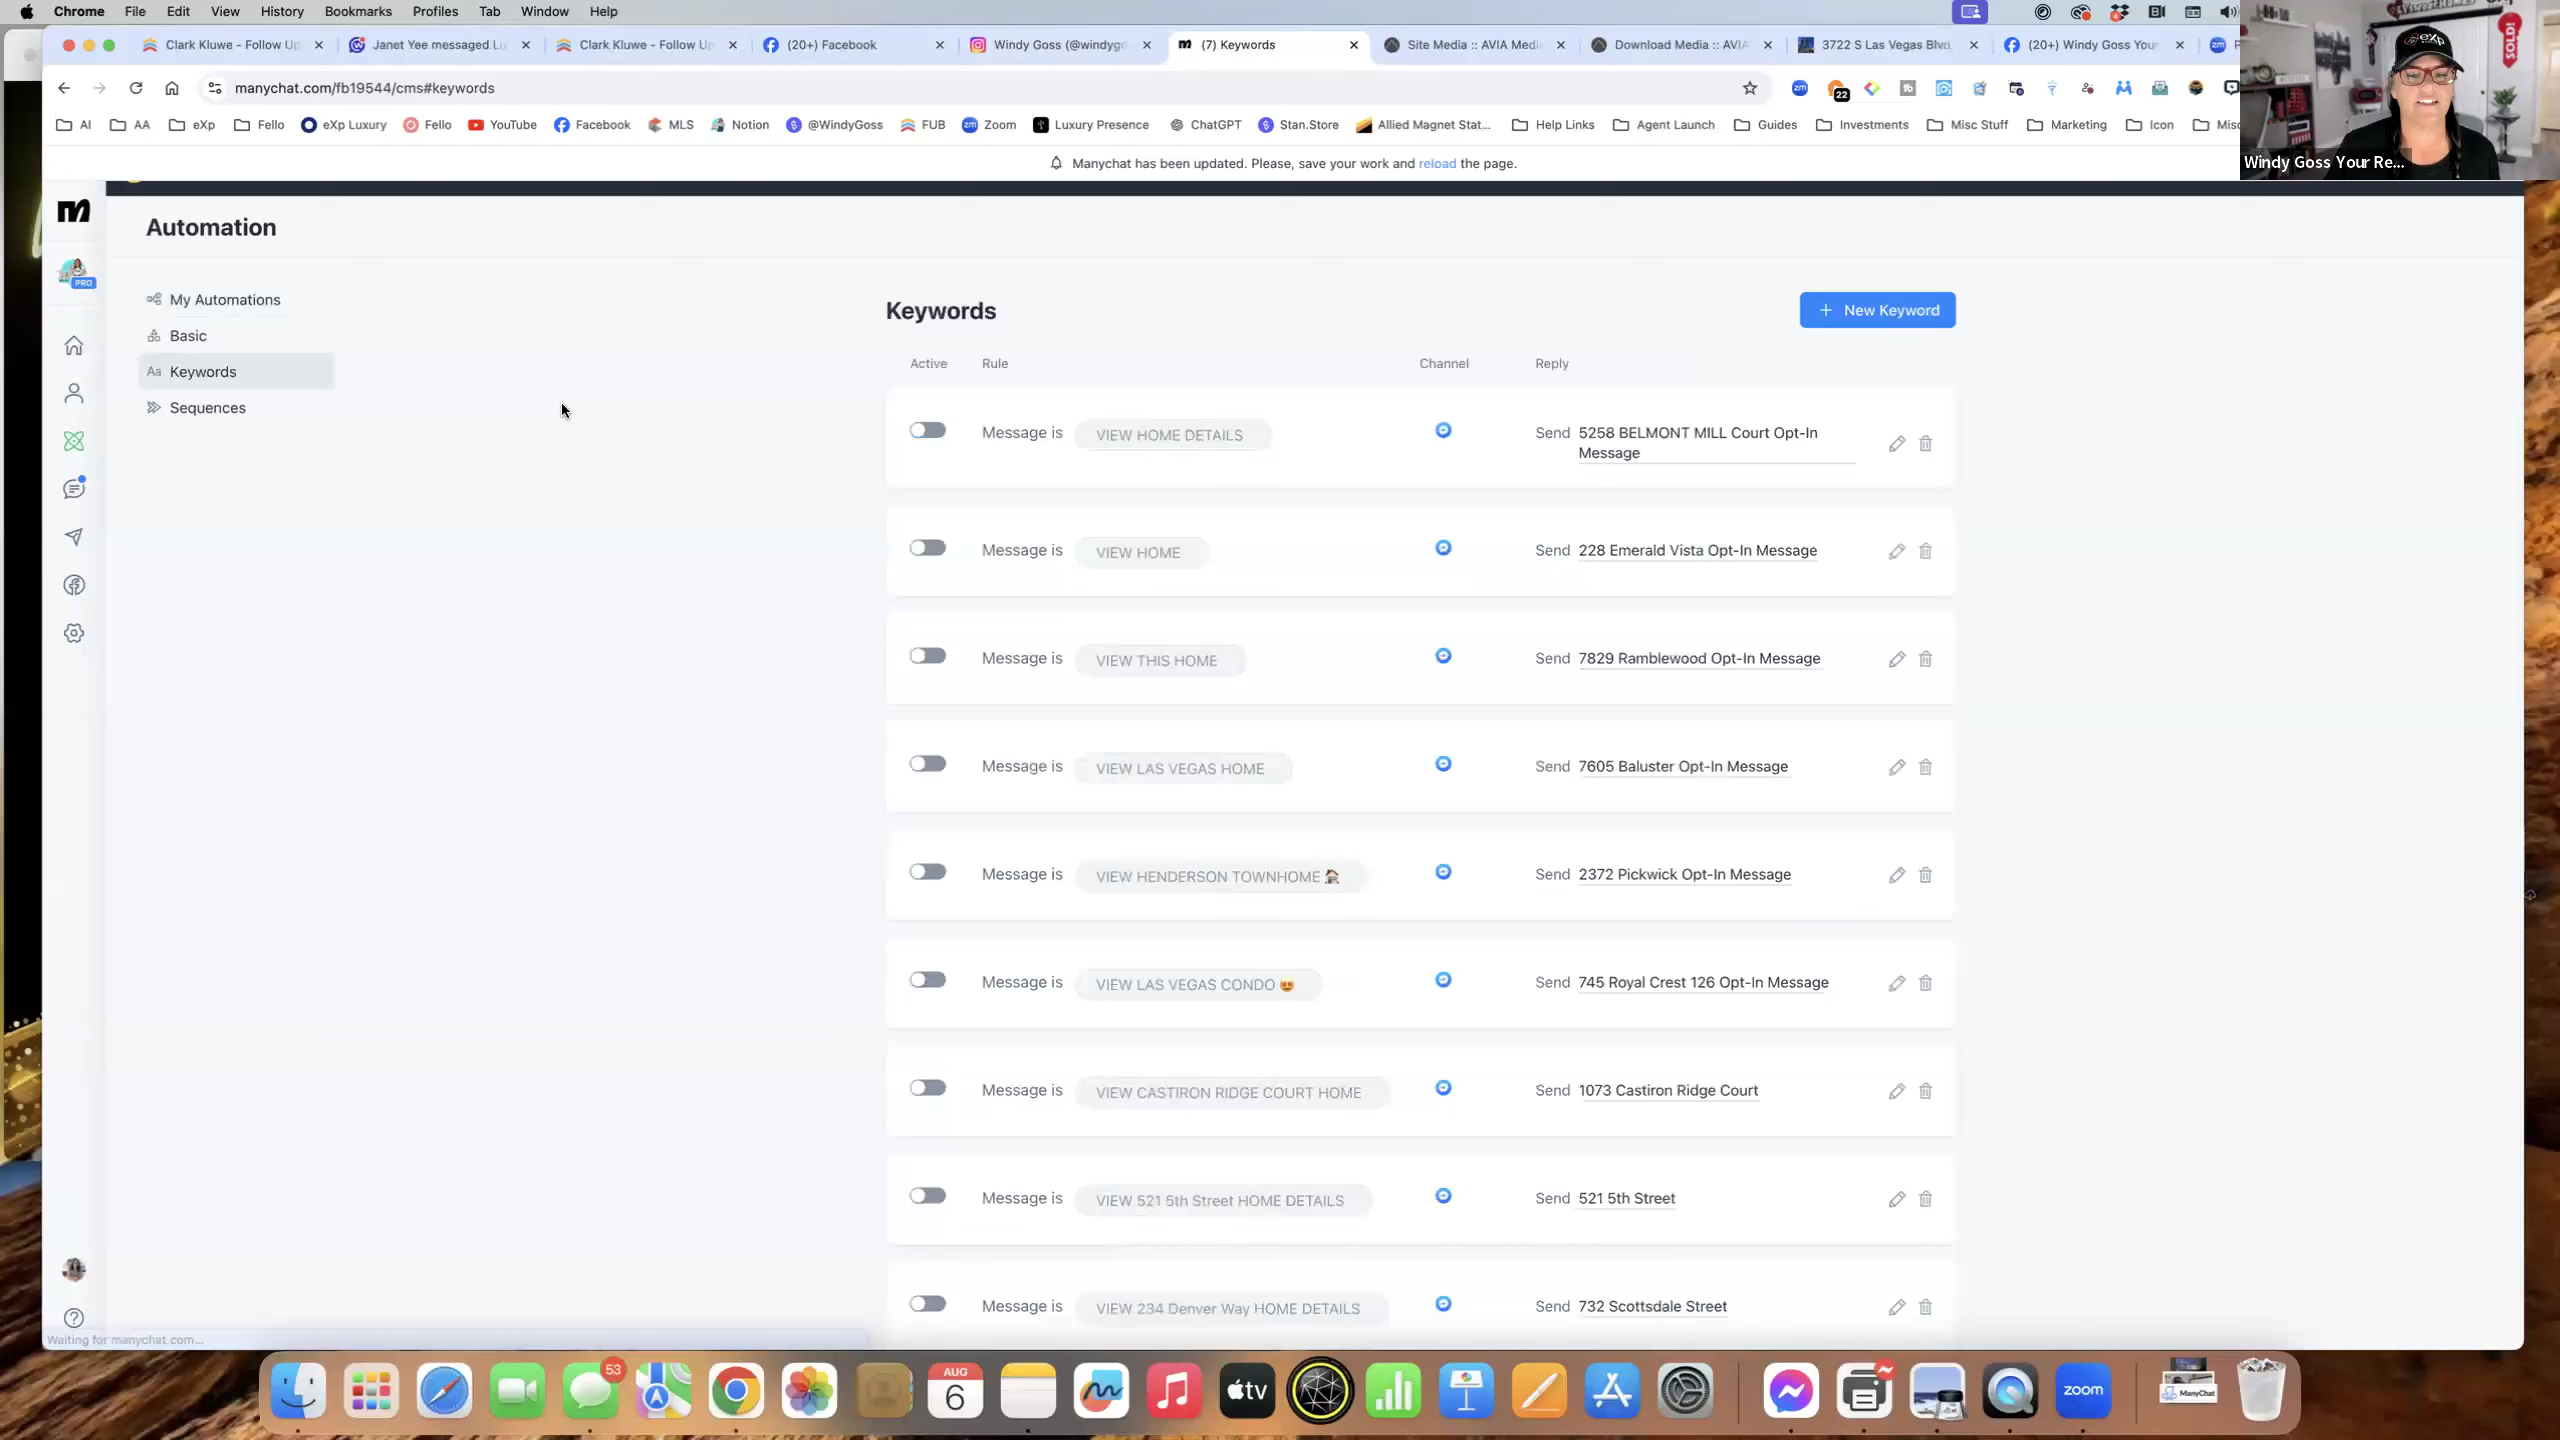 Chrome File Edit View History Bookmarks Profiles Tab Window Help
Clark Kluwe - Follow Up Janet Yee messaged Lu Clark Kluwe - Follow Up (20+) Facebook Windy Goss (@windygo (7) Keywords Site Media :: AVIA Medi Download Media :: AVIA 3722 S Las Vegas Blvd (20+) Windy Goss Your
manychat.com/fb19544/cms#keywords
22
AI AA eXp Fello eXp Luxury Fello YouTube Facebook MLS Notion @WindyGoss FUB Zoom Luxury Presence ChatGPT Stan.Store Allied Magnet Stat... Help Links Agent Launch Guides Investments Misc Stuff Marketing Icon Misc
Windy Goss Your Re...
SOLD!
eXp
Manychat has been updated. Please, save your work and reload the page.
PRO
Automation
My Automations
Basic
Aa Keywords
Sequences
Keywords
+ New Keyword
Active Rule Channel Reply
Message is VIEW HOME DETAILS Send 5258 BELMONT MILL Court Opt-In
Message
Message is VIEW HOME Send 228 Emerald Vista Opt-In Message
Message is VIEW THIS HOME Send 7829 Ramblewood Opt-In Message
Message is VIEW LAS VEGAS HOME Send 7605 Baluster Opt-In Message
Message is VIEW HENDERSON TOWNHOME 🏠 Send 2372 Pickwick Opt-In Message
Message is VIEW LAS VEGAS CONDO 😍 Send 745 Royal Crest 126 Opt-In Message
Message is VIEW CASTIRON RIDGE COURT HOME Send 1073 Castiron Ridge Court
Message is VIEW 521 5th Street HOME DETAILS Send 521 5th Street
Message is VIEW 234 Denver Way HOME DETAILS Send 732 Scottsdale Street
Waiting for manychat.com...
53
AUG
6
tv
zoom
ManyChat